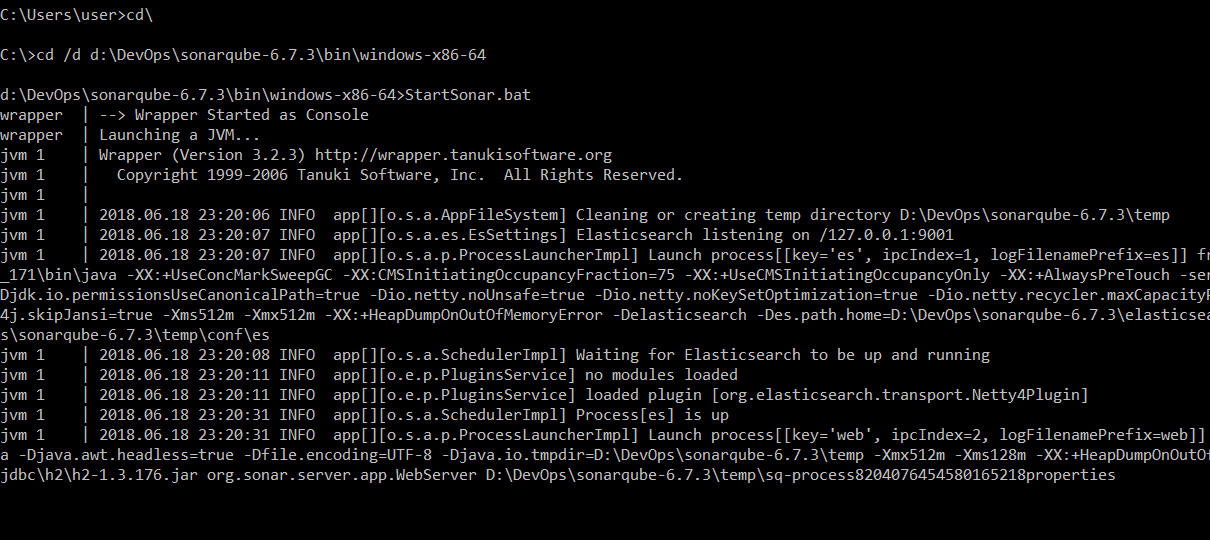 C:\Users\user>cd\
C:\>cd /d d:\DevOps\sonarqube-6.7.3\bin\windows-x86-64
d:\DevOps\sonarqube-6.7.3\bin\windows-x86-64>StartSonar.bat
wrapper  | --> Wrapper Started as Console
wrapper  | Launching a JVM...
jvm 1    | Wrapper (Version 3.2.3) http://wrapper.tanukisoftware.org
jvm 1    |   Copyright 1999-2006 Tanuki Software, Inc.  All Rights Reserved.
jvm 1    |
jvm 1    | 2018.06.18 23:20:06 INFO  app[][o.s.a.AppFileSystem] Cleaning or creating temp directory D:\DevOps\sonarqube-6.7.3\temp
jvm 1    | 2018.06.18 23:20:07 INFO  app[][o.s.a.es.EsSettings] Elasticsearch listening on /127.0.0.1:9001
jvm 1    | 2018.06.18 23:20:07 INFO  app[][o.s.a.p.ProcessLauncherImpl] Launch process[[key='es', ipcIndex=1, logFilenamePrefix=es]] fr
_171\bin\java -XX:+UseConcMarkSweepGC -XX:CMSInitiatingOccupancyFraction=75 -XX:+UseCMSInitiatingOccupancyOnly -XX:+AlwaysPreTouch -ser
Djdk.io.permissionsUseCanonicalPath=true -Dio.netty.noUnsafe=true -Dio.netty.noKeySetOptimization=true -Dio.netty.recycler.maxCapacityP
4j.skipJansi=true -Xms512m -Xmx512m -XX:+HeapDumpOnOutOfMemoryError -Delasticsearch -Des.path.home=D:\DevOps\sonarqube-6.7.3\elasticsea
s\sonarqube-6.7.3\temp\conf\es
jvm 1    | 2018.06.18 23:20:08 INFO  app[][o.s.a.SchedulerImpl] Waiting for Elasticsearch to be up and running
jvm 1    | 2018.06.18 23:20:11 INFO  app[][o.e.p.PluginsService] no modules loaded
jvm 1    | 2018.06.18 23:20:11 INFO  app[][o.e.p.PluginsService] loaded plugin [org.elasticsearch.transport.Netty4Plugin]
jvm 1    | 2018.06.18 23:20:31 INFO  app[][o.s.a.SchedulerImpl] Process[es] is up
jvm 1    | 2018.06.18 23:20:31 INFO  app[][o.s.a.p.ProcessLauncherImpl] Launch process[[key='web', ipcIndex=2, logFilenamePrefix=web]]
a -Djava.awt.headless=true -Dfile.encoding=UTF-8 -Djava.io.tmpdir=D:\DevOps\sonarqube-6.7.3\temp -Xmx512m -Xms128m -XX:+HeapDumpOnOutOf
jdbc\h2\h2-1.3.176.jar org.sonar.server.app.WebServer D:\DevOps\sonarqube-6.7.3\temp\sq-process8204076454580165218properties